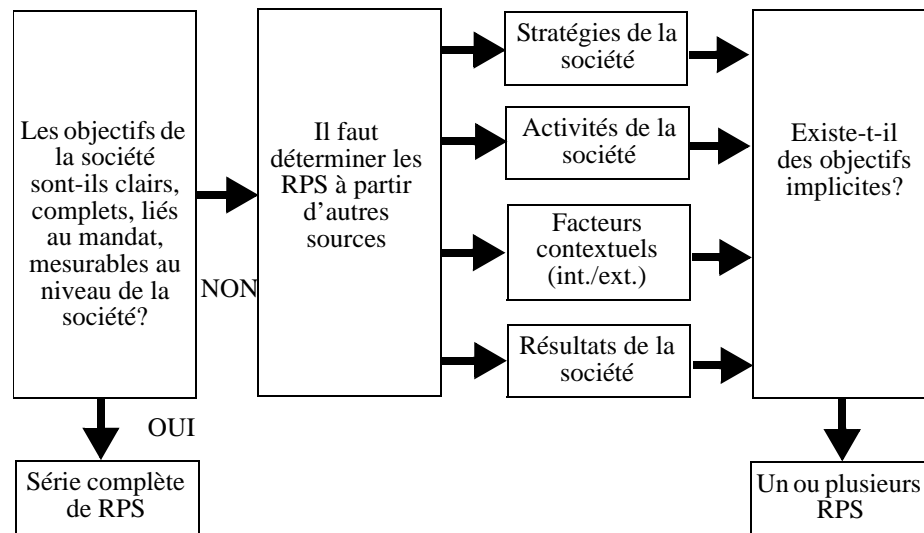 Les objectifs de
la société
sont-ils clairs,
complets, liés
au mandat,
mesurables au
niveau de la
société?
NON
OUI
Série complète
de RPS
Il faut
déterminer les
RPS à partir
d'autres
sources
Stratégies de la
société
Activités de la
société
Facteurs
contextuels
(int./ext.)
Résultats de la
société
Existe-t-il
des objectifs
implicites?
Un ou plusieurs
RPS